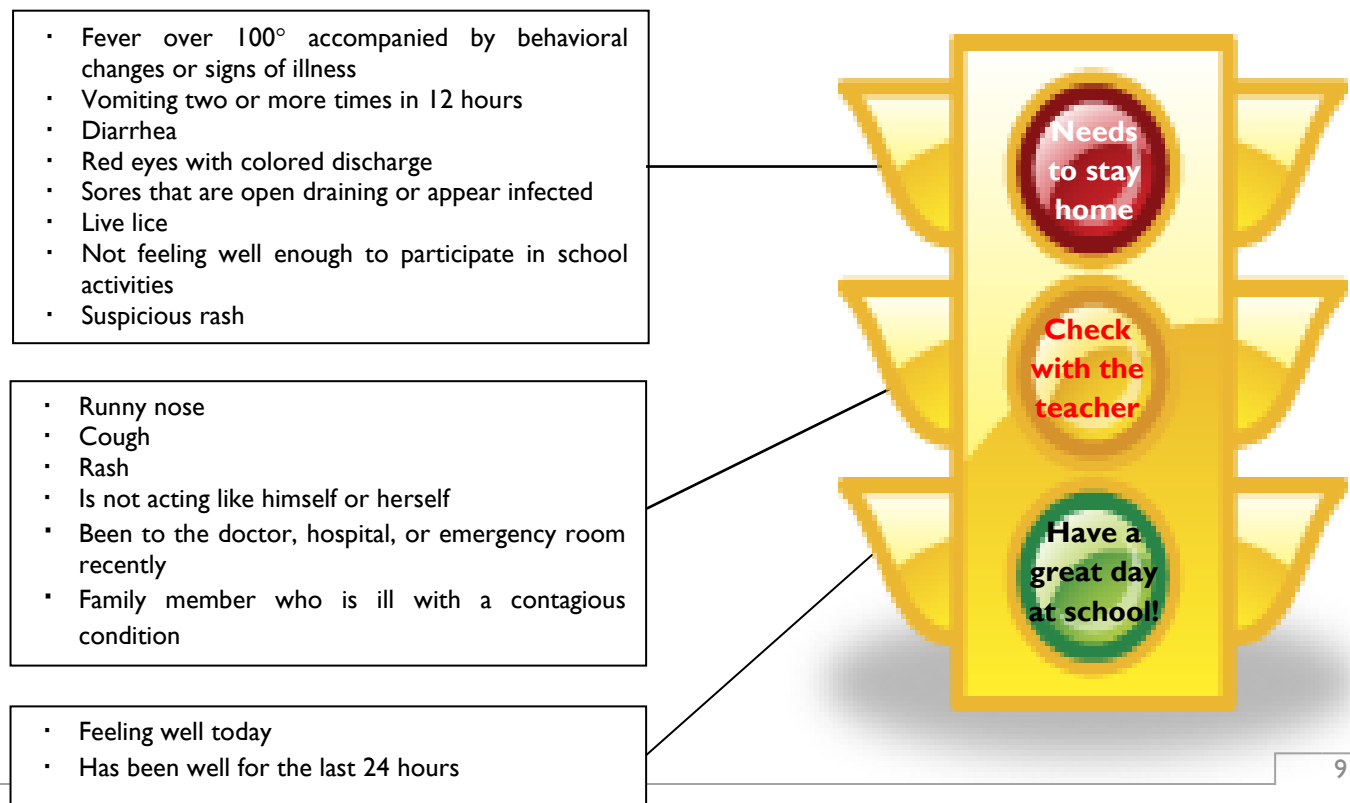 · Fever over 100° accompanied by behavioral
changes or signs of illness
· Vomiting two or more times in 12 hours
· Diarrhea
· Red eyes with colored discharge
· Sores that are open draining or appear infected
· Live lice
· Not feeling well enough to participate in school
activities
· Suspicious rash
Needs
to stay
home
· Runny nose
· Cough
· Rash
· Is not acting like himself or herself
· Been to the doctor, hospital, or emergency room
recently
· Family member who is ill with a contagious
condition
Check
with the
teacher
· Feeling well today
· Has been well for the last 24 hours
Have a
great day
at school!
9